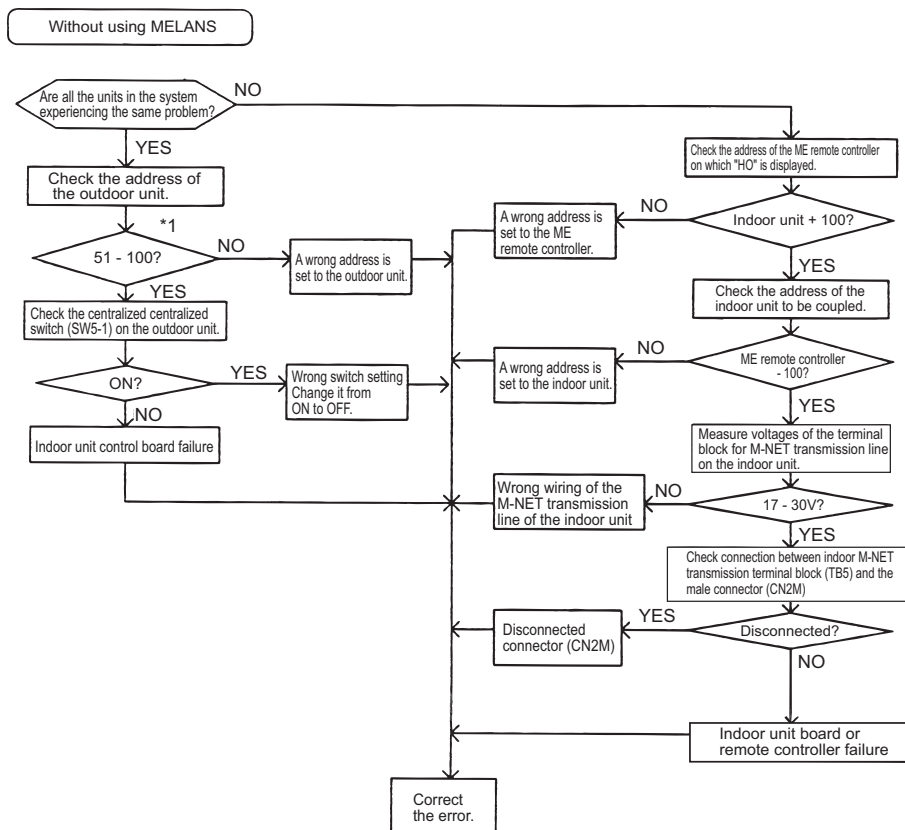 Without using MELANS
Are all the units in the system
experiencing the same problem?
NO
YES
Check the address of
the outdoor unit.
*1
51 - 100?
NO
A wrong address is
set to the outdoor unit.
YES
Check the centralized centralized
switch (SW5-1) on the outdoor unit.
ON?
YES
Wrong switch setting
Change it from
ON to OFF.
NO
Indoor unit control board failure
Check the address of the ME remote controller
on which "HO" is displayed.
Indoor unit + 100?
NO
A wrong address is
set to the ME
remote controller.
YES
Check the address of the
indoor unit to be coupled.
ME remote controller
- 100?
NO
A wrong address is
set to the indoor unit.
YES
Measure voltages of the terminal
block for M-NET transmission line
on the indoor unit.
17 - 30V?
NO
Wrong wiring of the
M-NET transmission
line of the indoor unit
YES
Check connection between indoor M-NET
transmission terminal block (TB5) and the
male connector (CN2M)
Disconnected?
YES
Disconnected
connector (CN2M)
NO
Indoor unit board or
remote controller failure
Correct
the error.